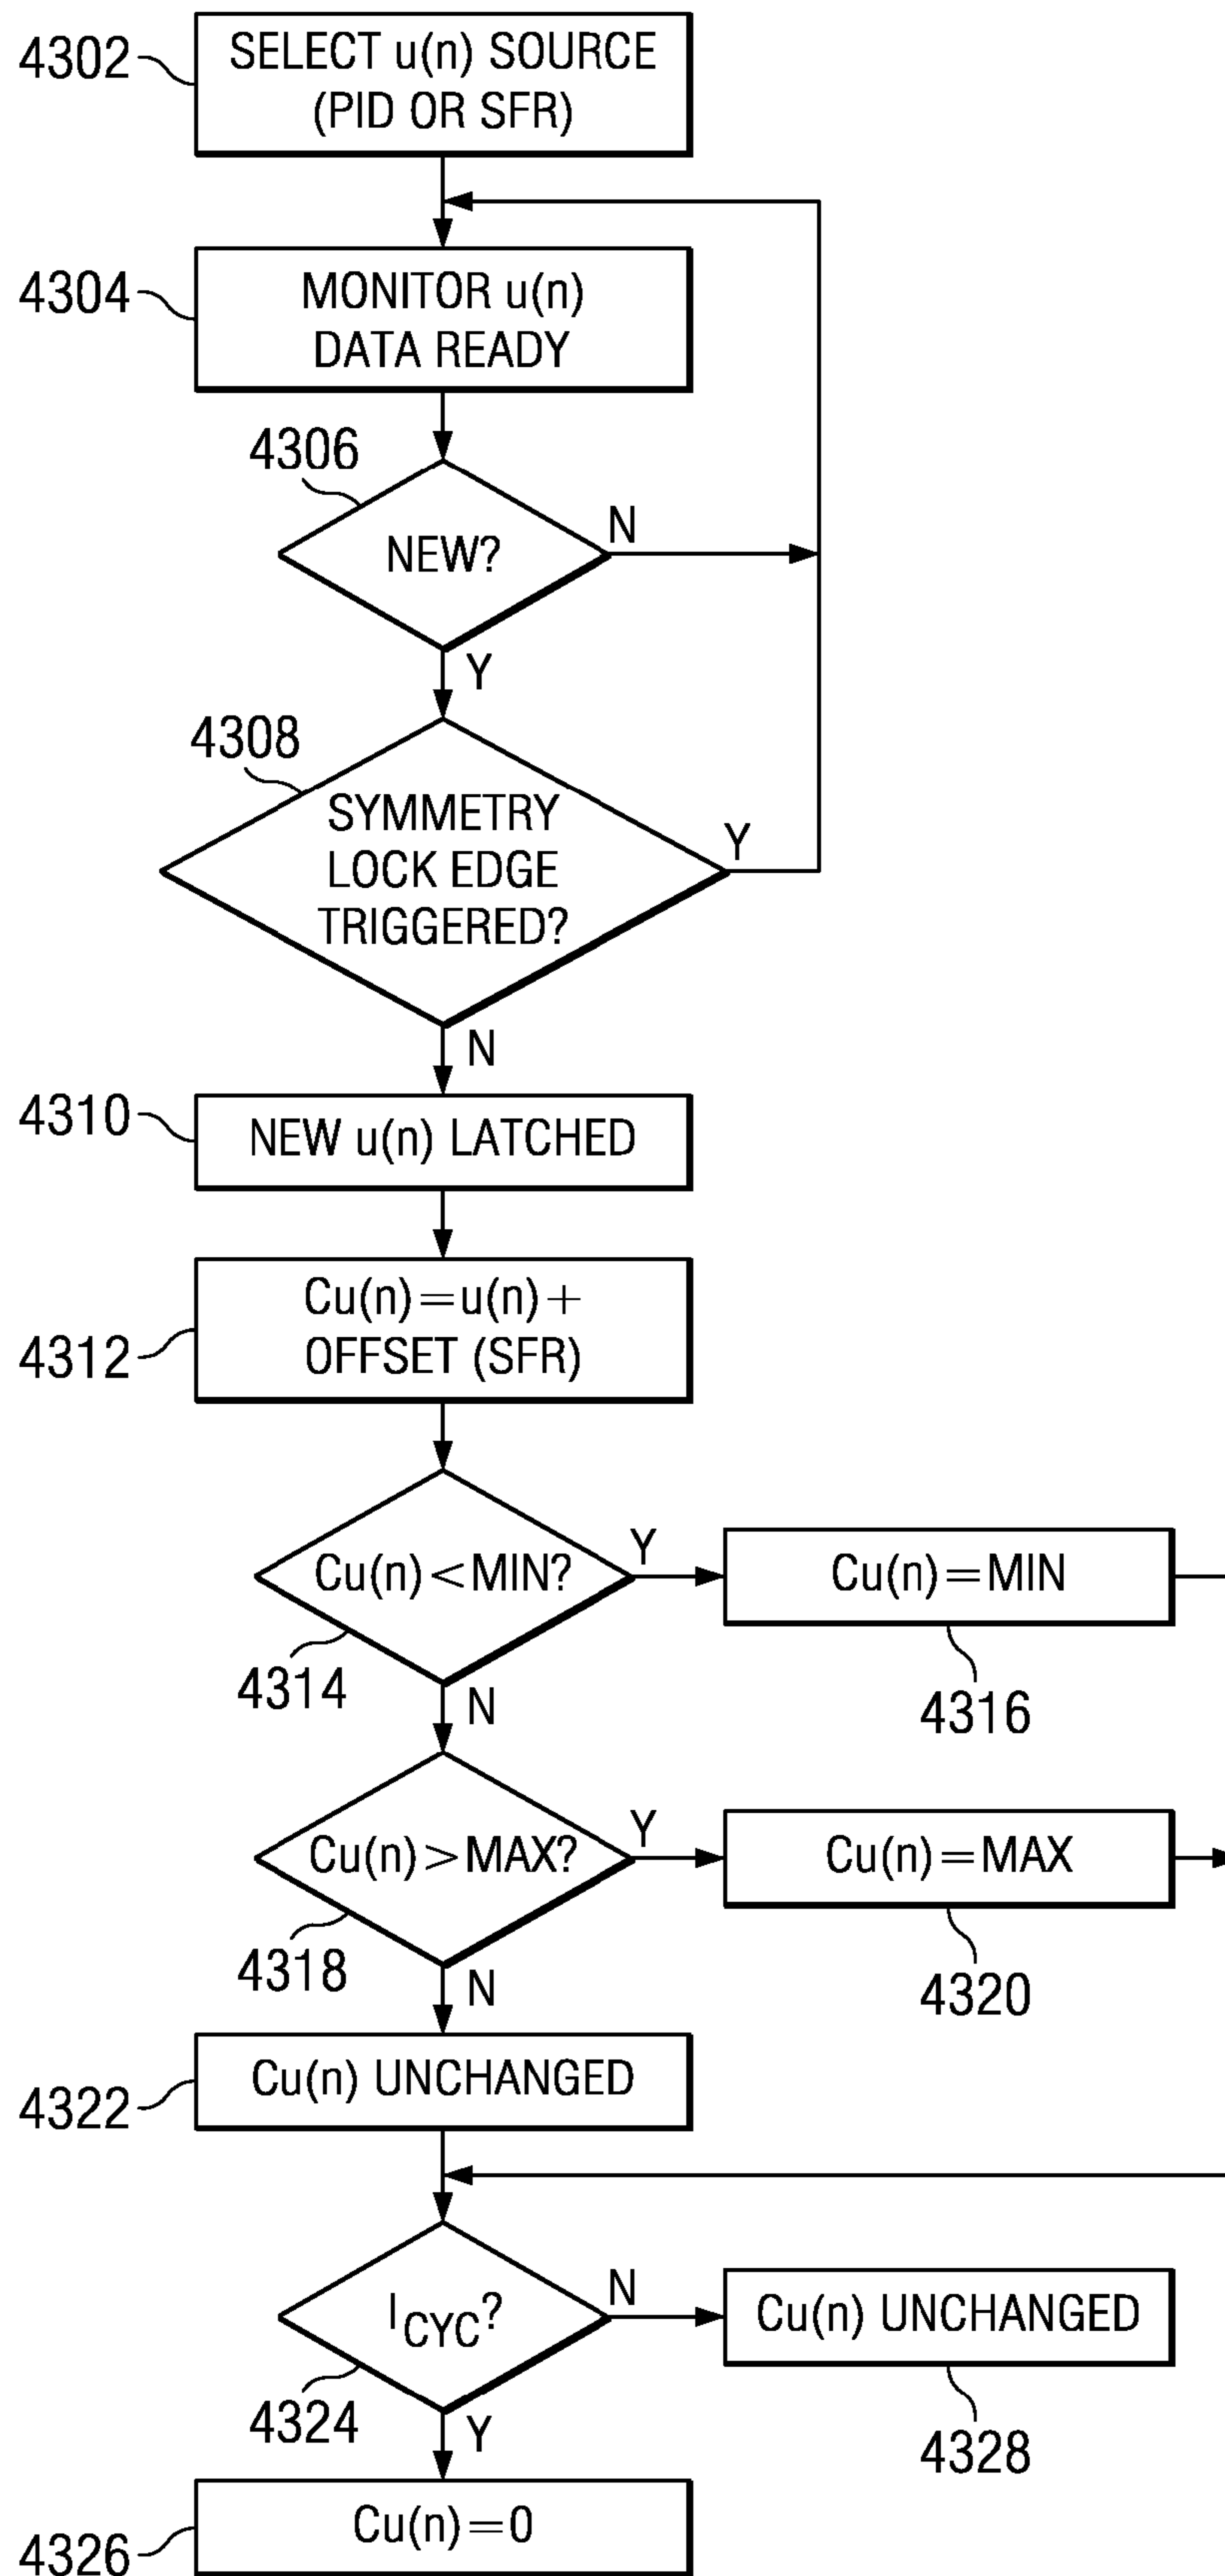 4302
SELECT u(n) SOURCE
(PID OR SFR)
4304
MONITOR u(n)
DATA READY
4306
NEW?
N
Y
4308
SYMMETRY
LOCK EDGE
TRIGGERED?
Y
N
4310
NEW u(n) LATCHED
4312
Cu(n)=u(n)+
OFFSET (SFR)
Cu(n)<MIN?
Y
Cu(n)=MIN
4314
N
4316
Cu(n)>MAX?
Y
Cu(n)=MAX
4318
N
4320
4322
Cu(n) UNCHANGED
ICYC?
N
Cu(n) UNCHANGED
4324
Y
4328
4326
Cu(n)=0